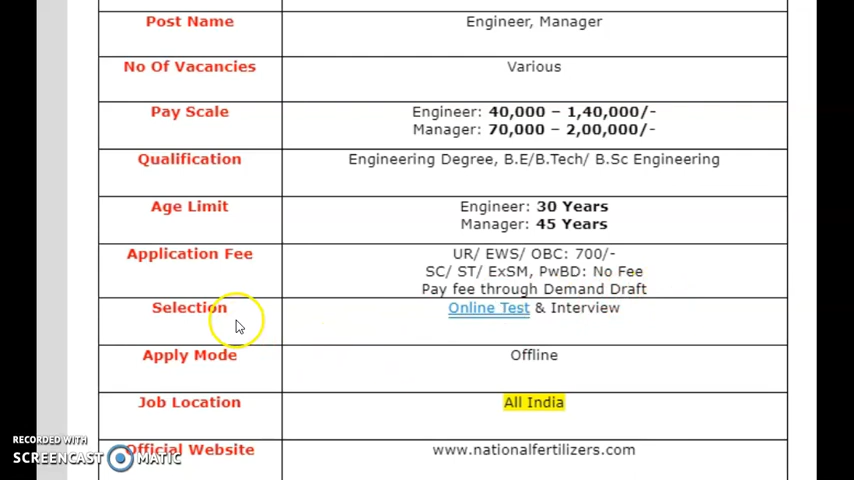 Post Name
Engineer, Manager
No Of Vacancies
Various
Pay Scale
Engineer: 40,000 – 1,40,000/-
Manager: 70,000 – 2,00,000/-
Qualification
Engineering Degree, B.E/B.Tech/ B.Sc Engineering
Age Limit
Engineer: 30 Years
Manager: 45 Years
Application Fee
UR/ EWS/ OBC: 700/-
SC/ ST/ ExSM, PwBD: No Fee
Pay fee through Demand Draft
Selection
Online Test & Interview
Apply Mode
Offline
Job Location
All India
Official Website
www.nationalfertilizers.com
RECORDED WITH
SCREENCAST MATIC